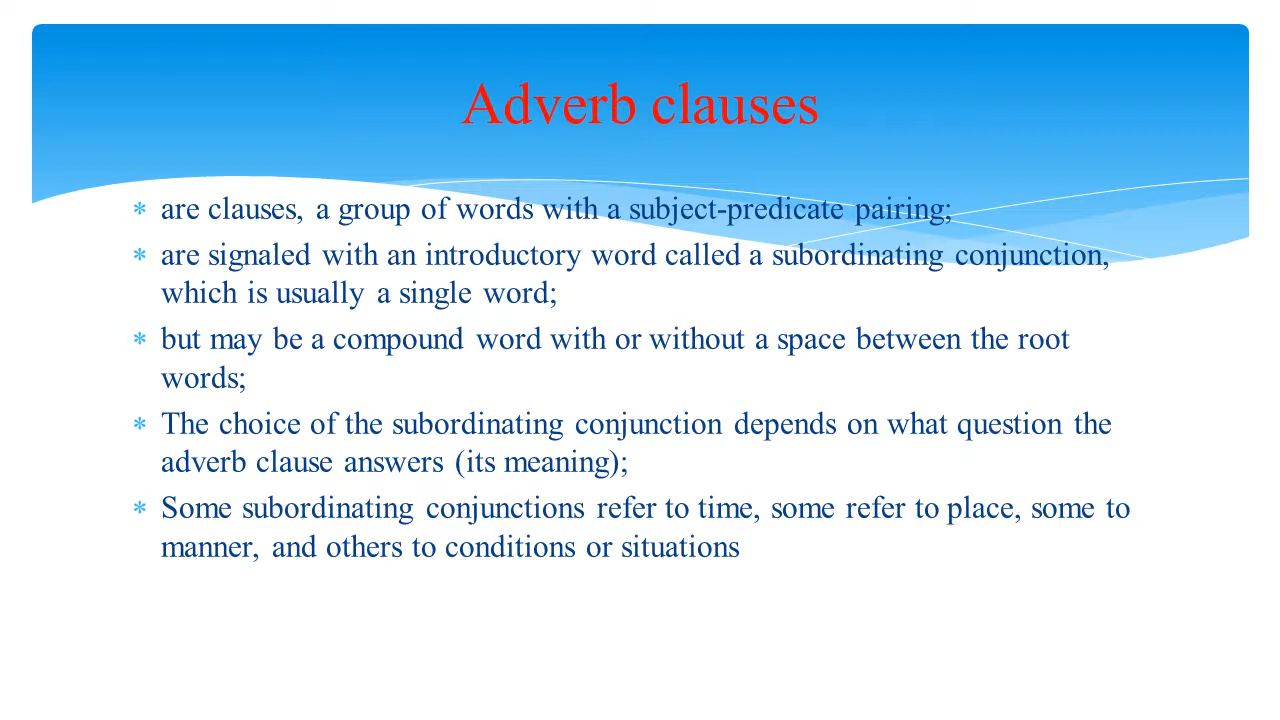 Adverb clauses
* are clauses, a group of words with a subject-predicate pairing;
* are signaled with an introductory word called a subordinating conjunction,
which is usually a single word;
* but may be a compound word with or without a space between the root
words;
* The choice of the subordinating conjunction depends on what question the
adverb clause answers (its meaning);
* Some subordinating conjunctions refer to time, some refer to place, some to
manner, and others to conditions or situations